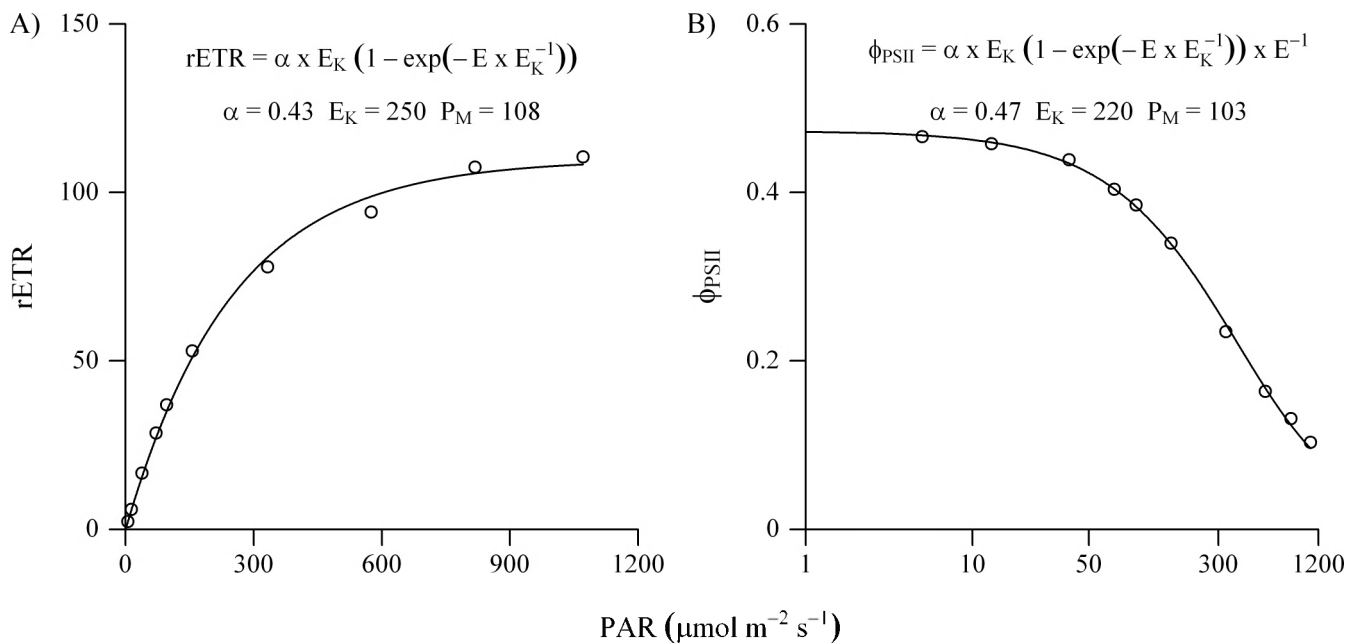 A)
rETR = α x E_K (1 – exp(– E x E_K^−1))
α = 0.43 E_K = 250 P_M = 108
150
100
50
0
rETR
0 300 600 900 1200
B)
ϕ_PSII = α x E_K (1 – exp(– E x E_K^−1)) x E^−1
α = 0.47 E_K = 220 P_M = 103
0.6
0.4
0.2
0.0
ϕ_PSII
1 10 50 300 1200
PAR (μmol m^−2 s^−1)